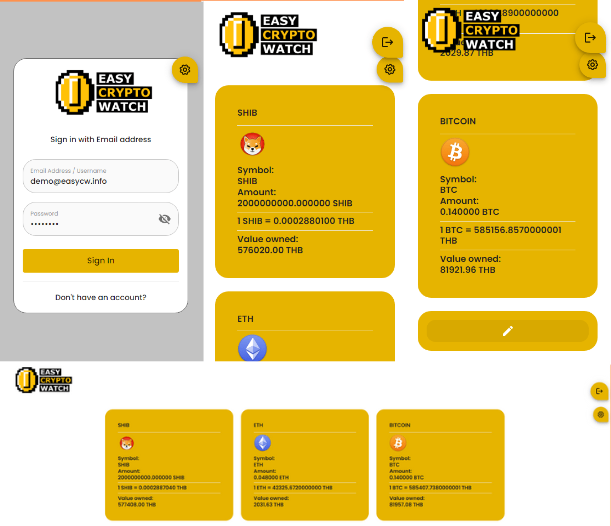 EASY
CRYPTO
WATCH
Sign in with Email address
Email Address / Username
demo@easycw.info
Password
••••••••
Sign In
Don't have an account?
EASY
CRYPTO
WATCH
SHIB
Symbol:
SHIB
Amount:
2000000000.000000 SHIB
1 SHIB = 0.0002880100 THB
Value owned:
576020.00 THB
ETH
EASY
CRYPTO
WATCH
8900000000
2029.87 THB
BITCOIN
Symbol:
BTC
Amount:
0.140000 BTC
1 BTC = 585156.8570000001
THB
Value owned:
81921.96 THB
EASY
CRYPTO
WATCH
SHIB
Symbol:
SHIB
Amount:
2000000000.000000 SHIB
1 SHIB = 0.0002887040 THB
Value owned:
577408.00 THB
ETH
Symbol:
ETH
Amount:
0.048000 ETH
1 ETH = 42325.6720000000 THB
Value owned:
2031.63 THB
BITCOIN
Symbol:
BTC
Amount:
0.140000 BTC
1 BTC = 585407.7380000001 THB
Value owned:
81957.08 THB